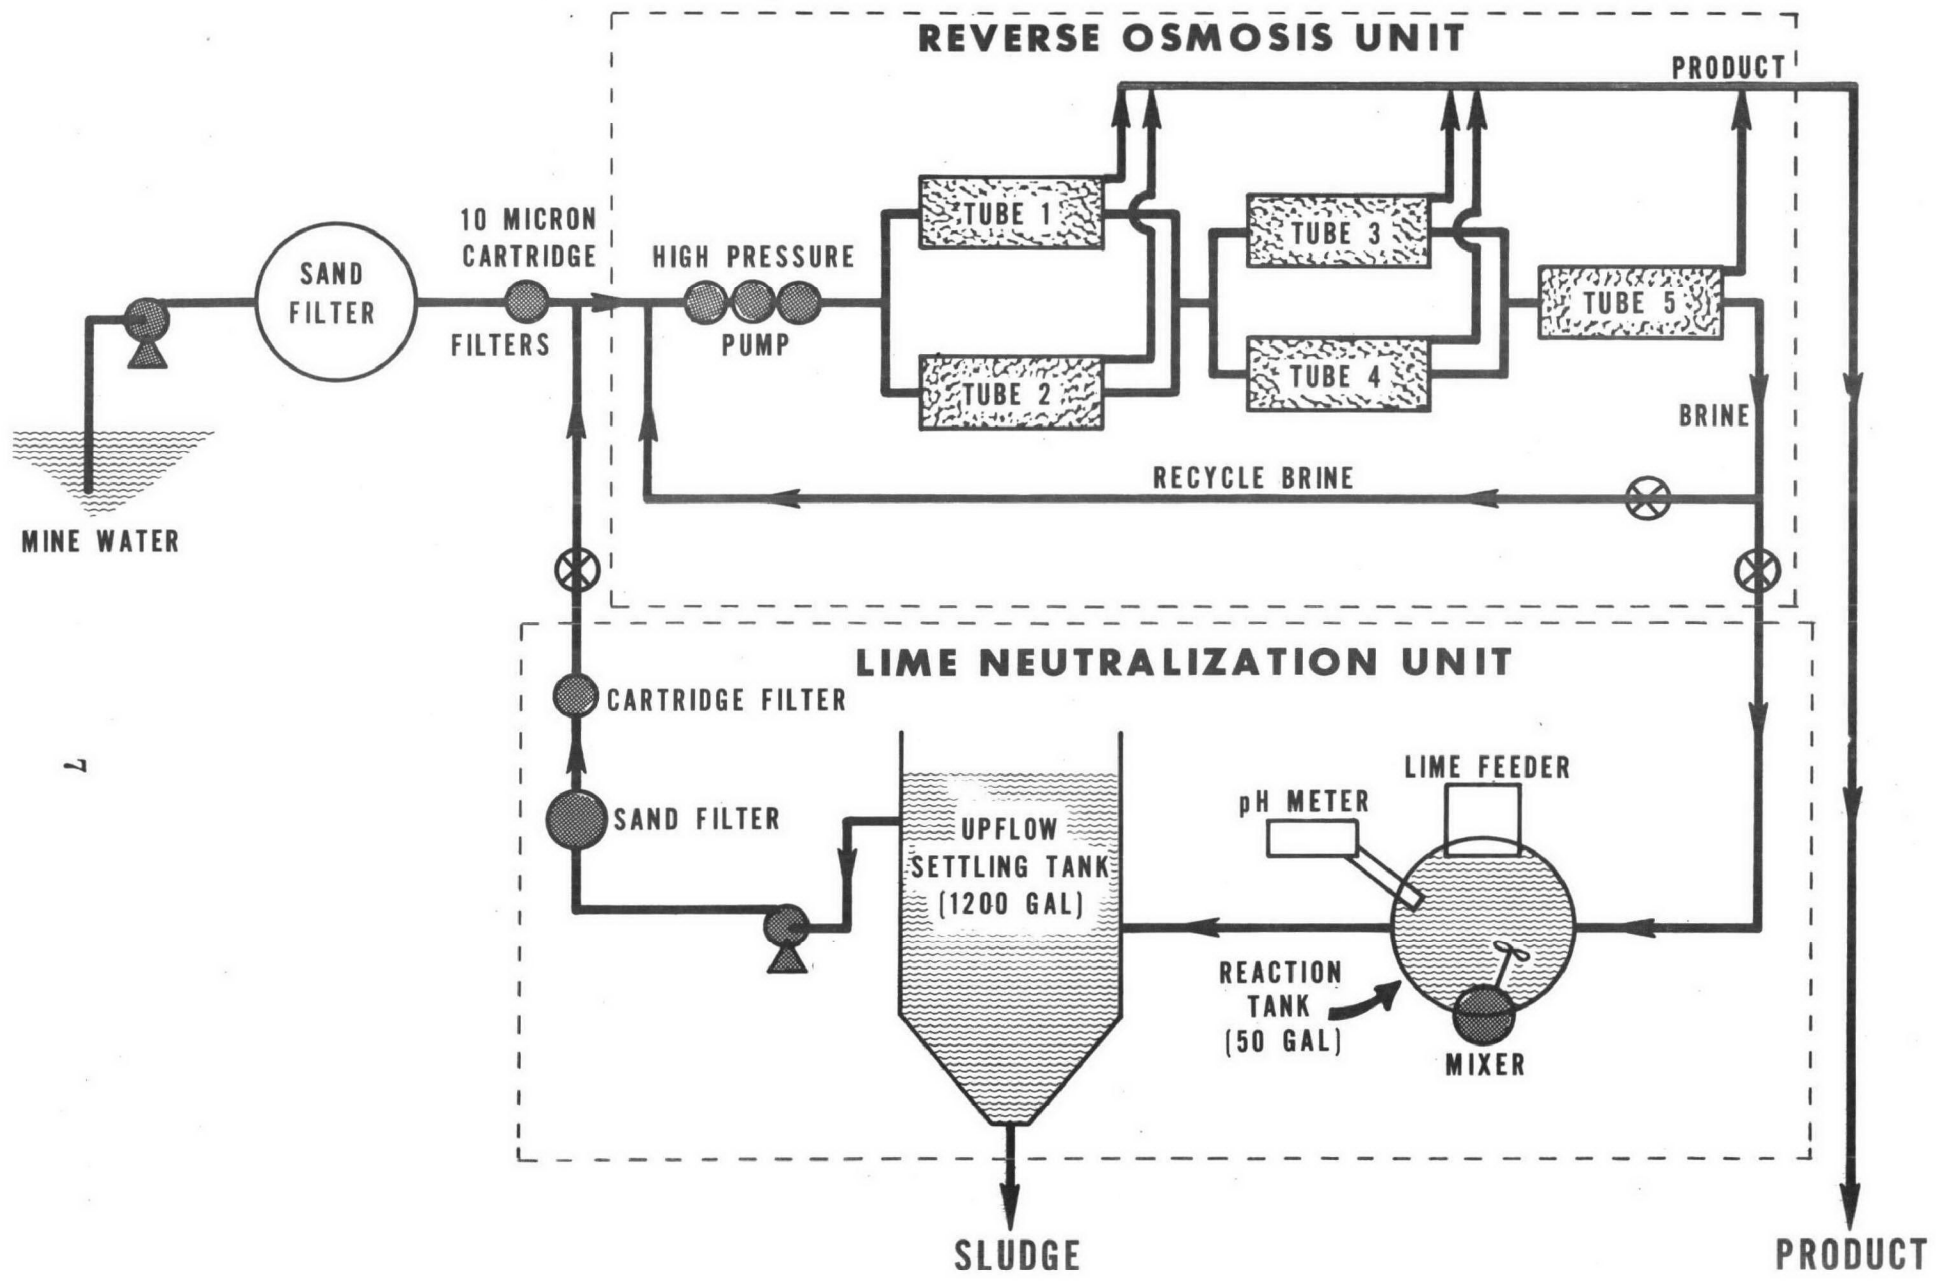 REVERSE OSMOSIS UNIT
PRODUCT
10 MICRON
CARTRIDGE
FILTERS
SAND
FILTER
HIGH PRESSURE
PUMP
TUBE 1
TUBE 2
TUBE 3
TUBE 4
TUBE 5
BRINE
RECYCLE BRINE
MINE WATER
LIME NEUTRALIZATION UNIT
CARTRIDGE FILTER
SAND FILTER
UPFLOW
SETTLING TANK
(1200 GAL)
pH METER
LIME FEEDER
REACTION
TANK
(50 GAL)
MIXER
7
SLUDGE
PRODUCT